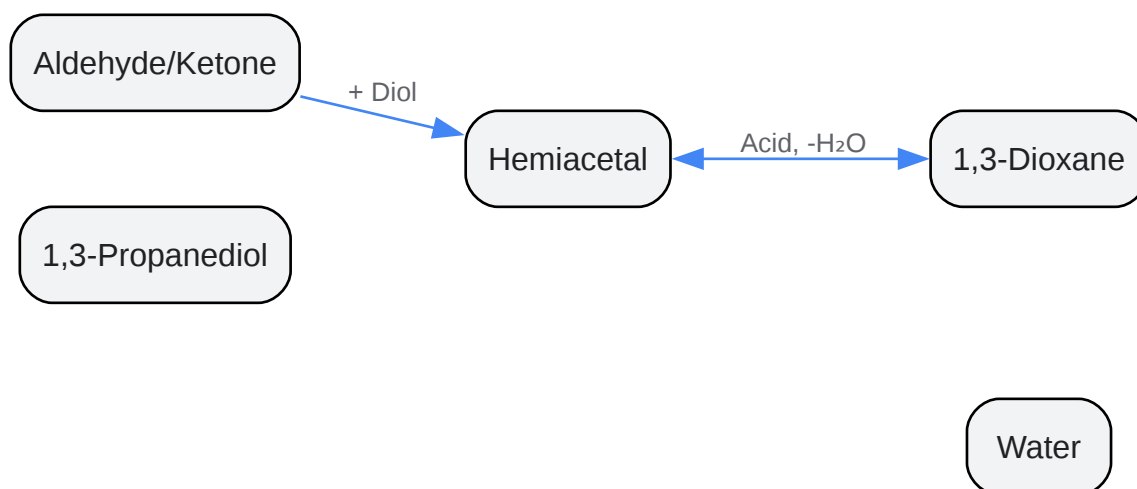 Aldehyde/Ketone
+ Diol
Hemiacetal
Acid, -H₂O
1,3-Dioxane
1,3-Propanediol
Water